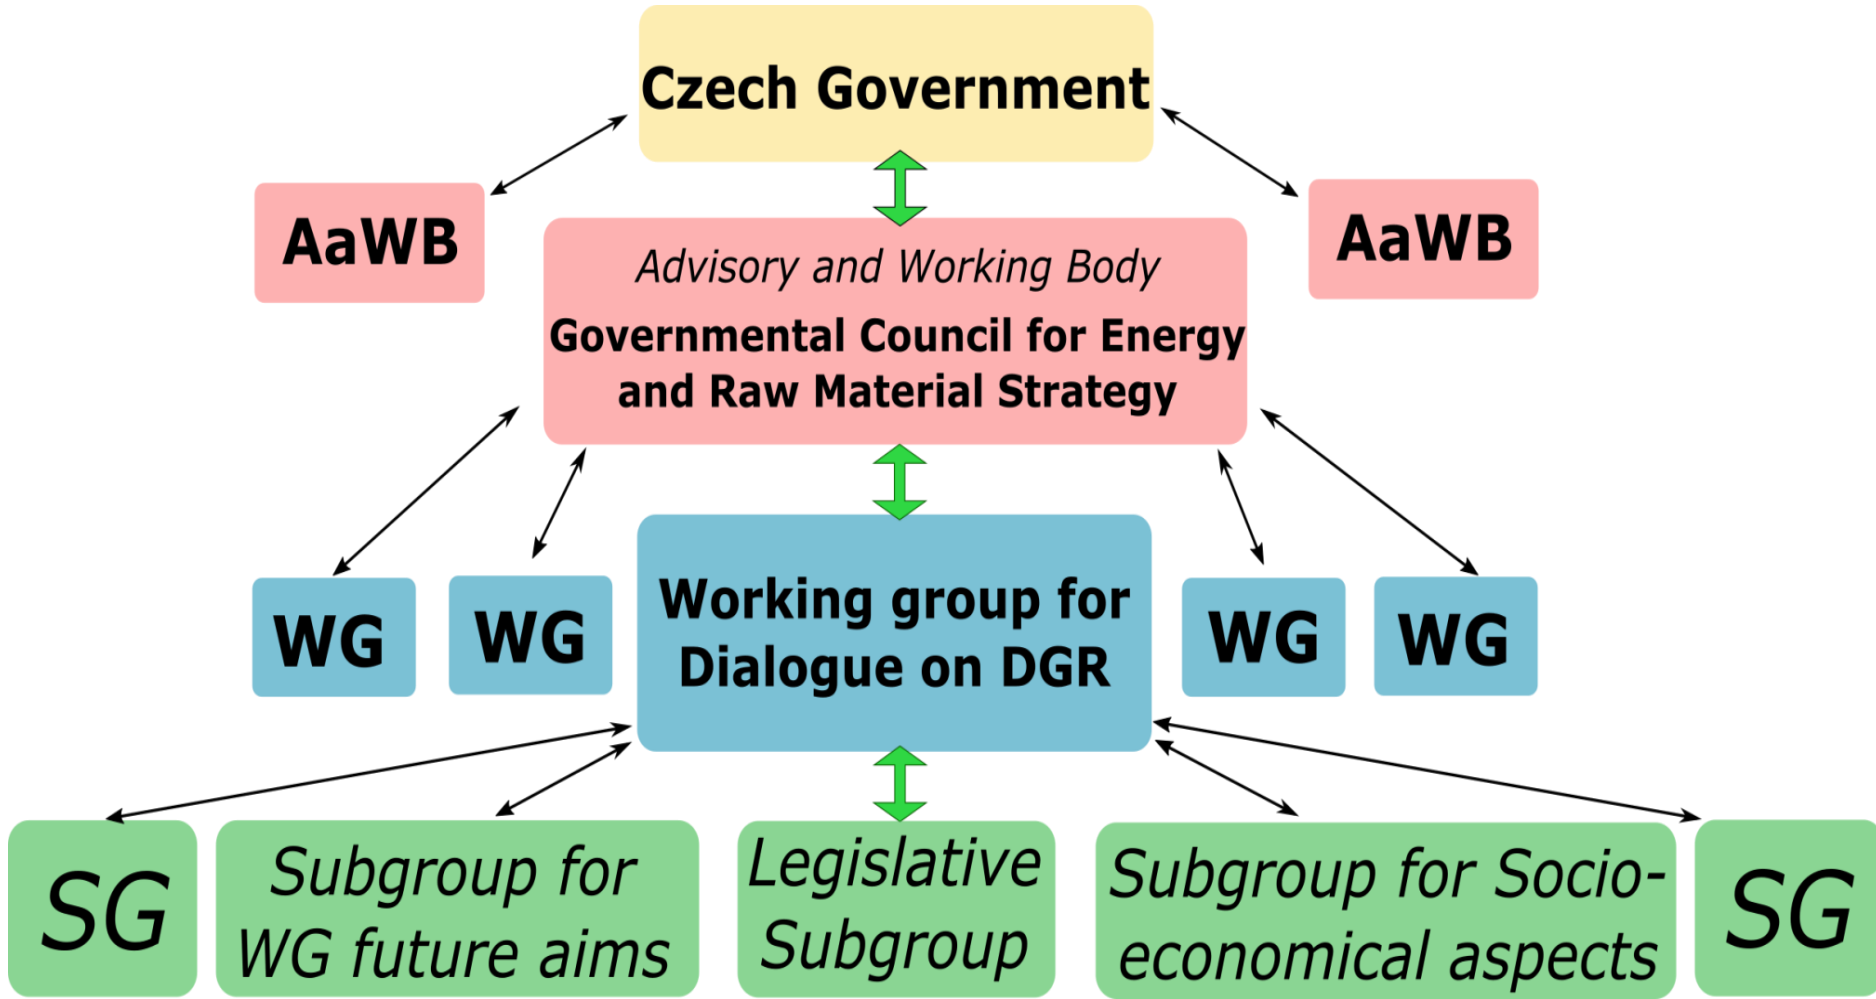 Czech Government
AaWB
AaWB
Advisory and Working Body
Governmental Council for Energy
and Raw Material Strategy
WG
WG
Working group for
Dialogue on DGR
WG
WG
SG
Subgroup for
WG future aims
Legislative
Subgroup
Subgroup for Socio-
economical aspects
SG